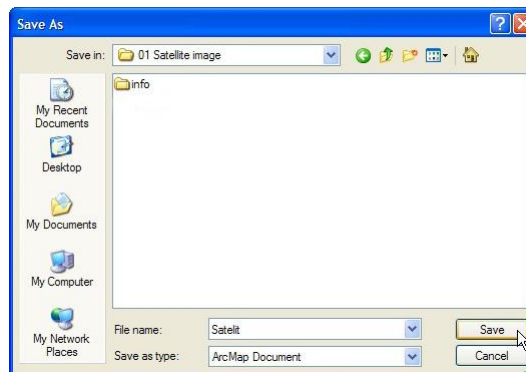 Save As
Save in: 01 Satellite image
info
My Recent
Documents
Desktop
My Documents
My Computer
My Network
Places
File name: Satelit Save
Save as type: ArcMap Document Cancel